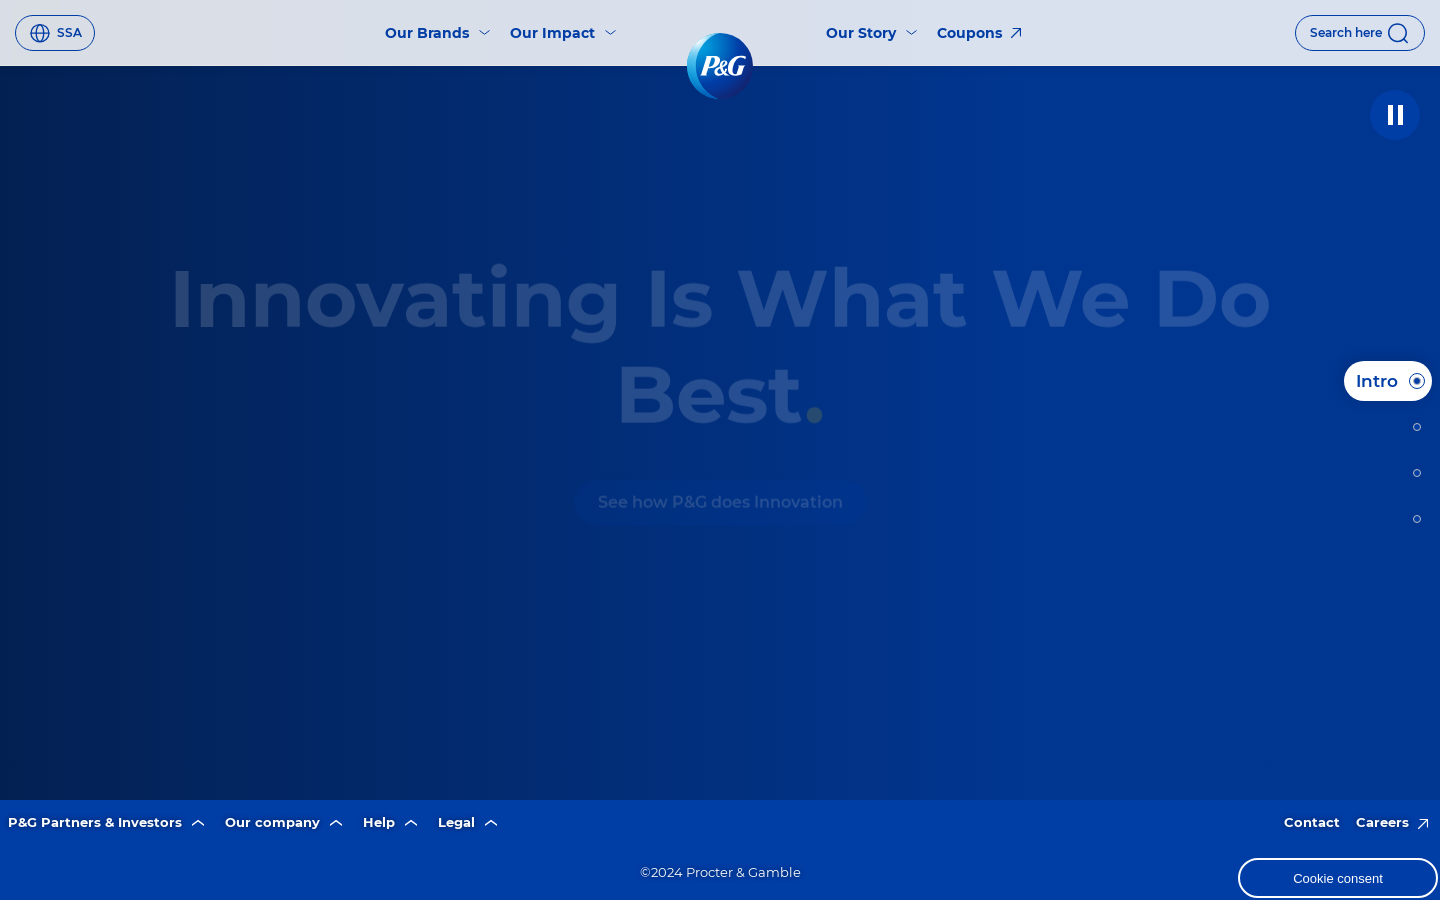 SSA
Our Brands
Our Impact
P&G
Our Story
Coupons
Search here
Innovating Is What We Do
Best.
See how P&G does Innovation
Intro
P&G Partners & Investors
Our company
Help
Legal
Contact
Careers
©2024 Procter & Gamble
Cookie consent